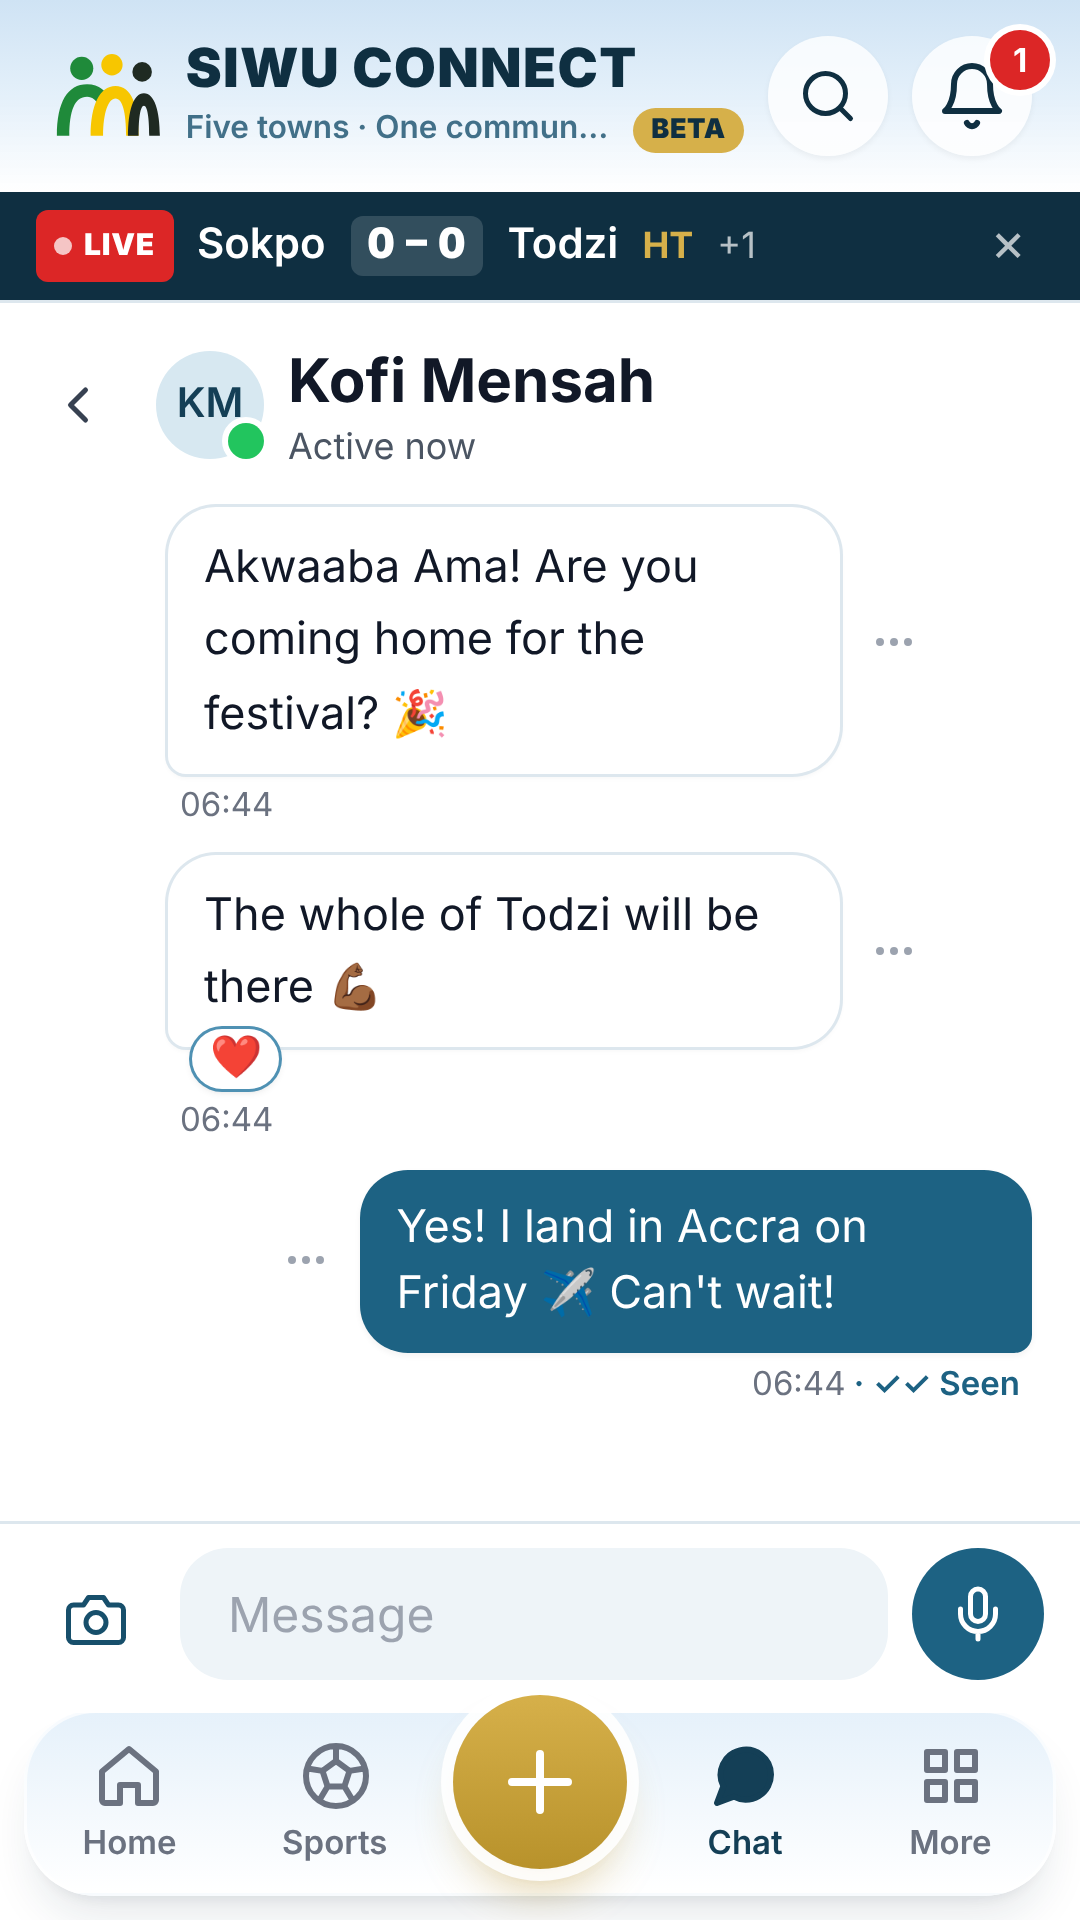 SIWU CONNECT
Five towns · One commun...
BETA
1
LIVE Sokpo 0 – 0 Todzi HT +1
KM
Kofi Mensah
Active now
Akwaaba Ama! Are you
coming home for the
festival? 🎉
06:44
The whole of Todzi will be
there 💪🏾
❤️
06:44
Yes! I land in Accra on
Friday ✈️ Can't wait!
06:44 · ✓✓ Seen
Message
Home
Sports
Chat
More